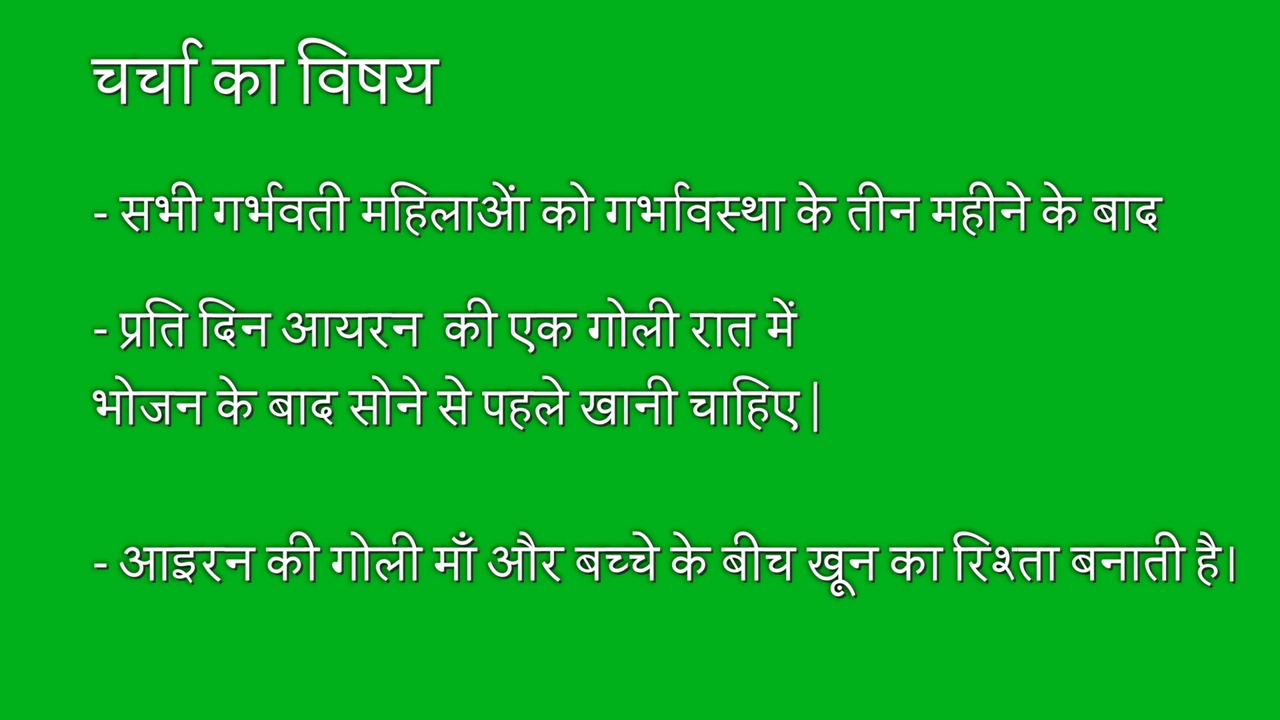 चर्चा का विषय
- सभी गर्भवती महिलाओं को गर्भावस्था के तीन महीने के बाद
- प्रति दिन आयरन की एक गोली रात में
भोजन के बाद सोने से पहले खानी चाहिए |
- आइरन की गोली माँ और बच्चे के बीच खून का रिश्ता बनाती है।